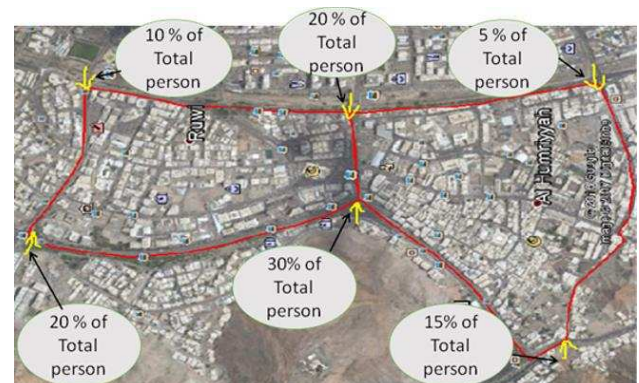 10 % of
Total
person
20 % of
Total
person
5 % of
Total
person
Ruwi
Al Humriyyah
30% of
Total
person
20 % of
Total
person
15% of
Total
person